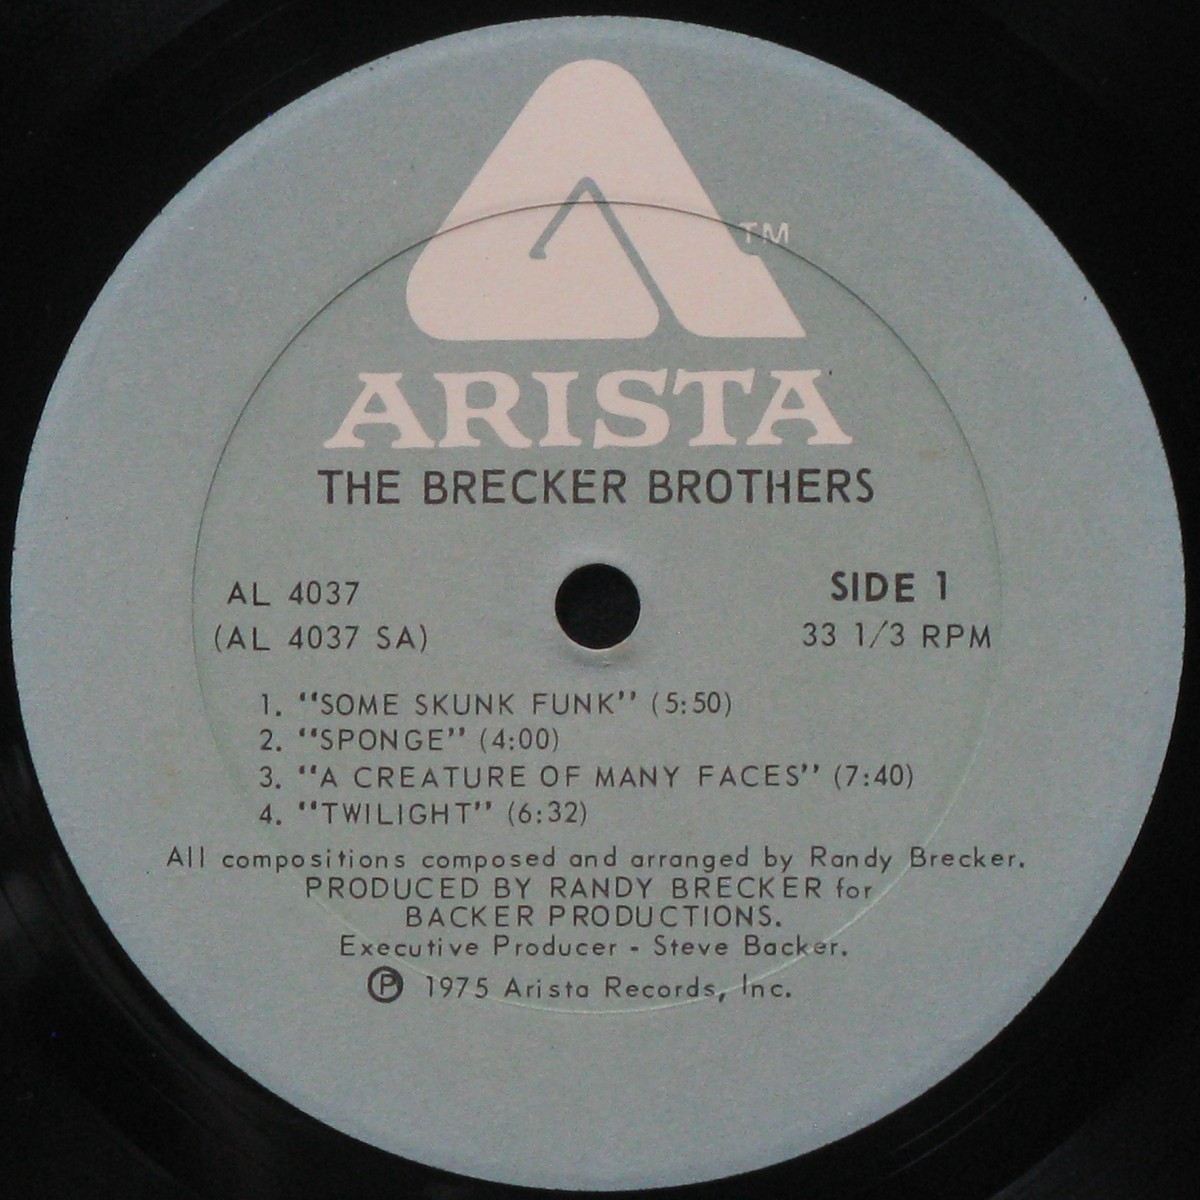 TM
ARISTA
THE BRECKER BROTHERS
AL 4037
SIDE 1
(AL 4037 SA)
33 1/3 RPM
1. "SOME SKUNK FUNK" (5:50)
2. "SPONGE" (4:00)
3. "A CREATURE OF MANY FACES" (7:40)
4. "TWILIGHT" (6:32)
All compositions composed and arranged by Randy Brecker.
PRODUCED BY RANDY BRECKER for
BACKER PRODUCTIONS.
Executive Producer - Steve Backer.
℗ 1975 Arista Records, Inc.